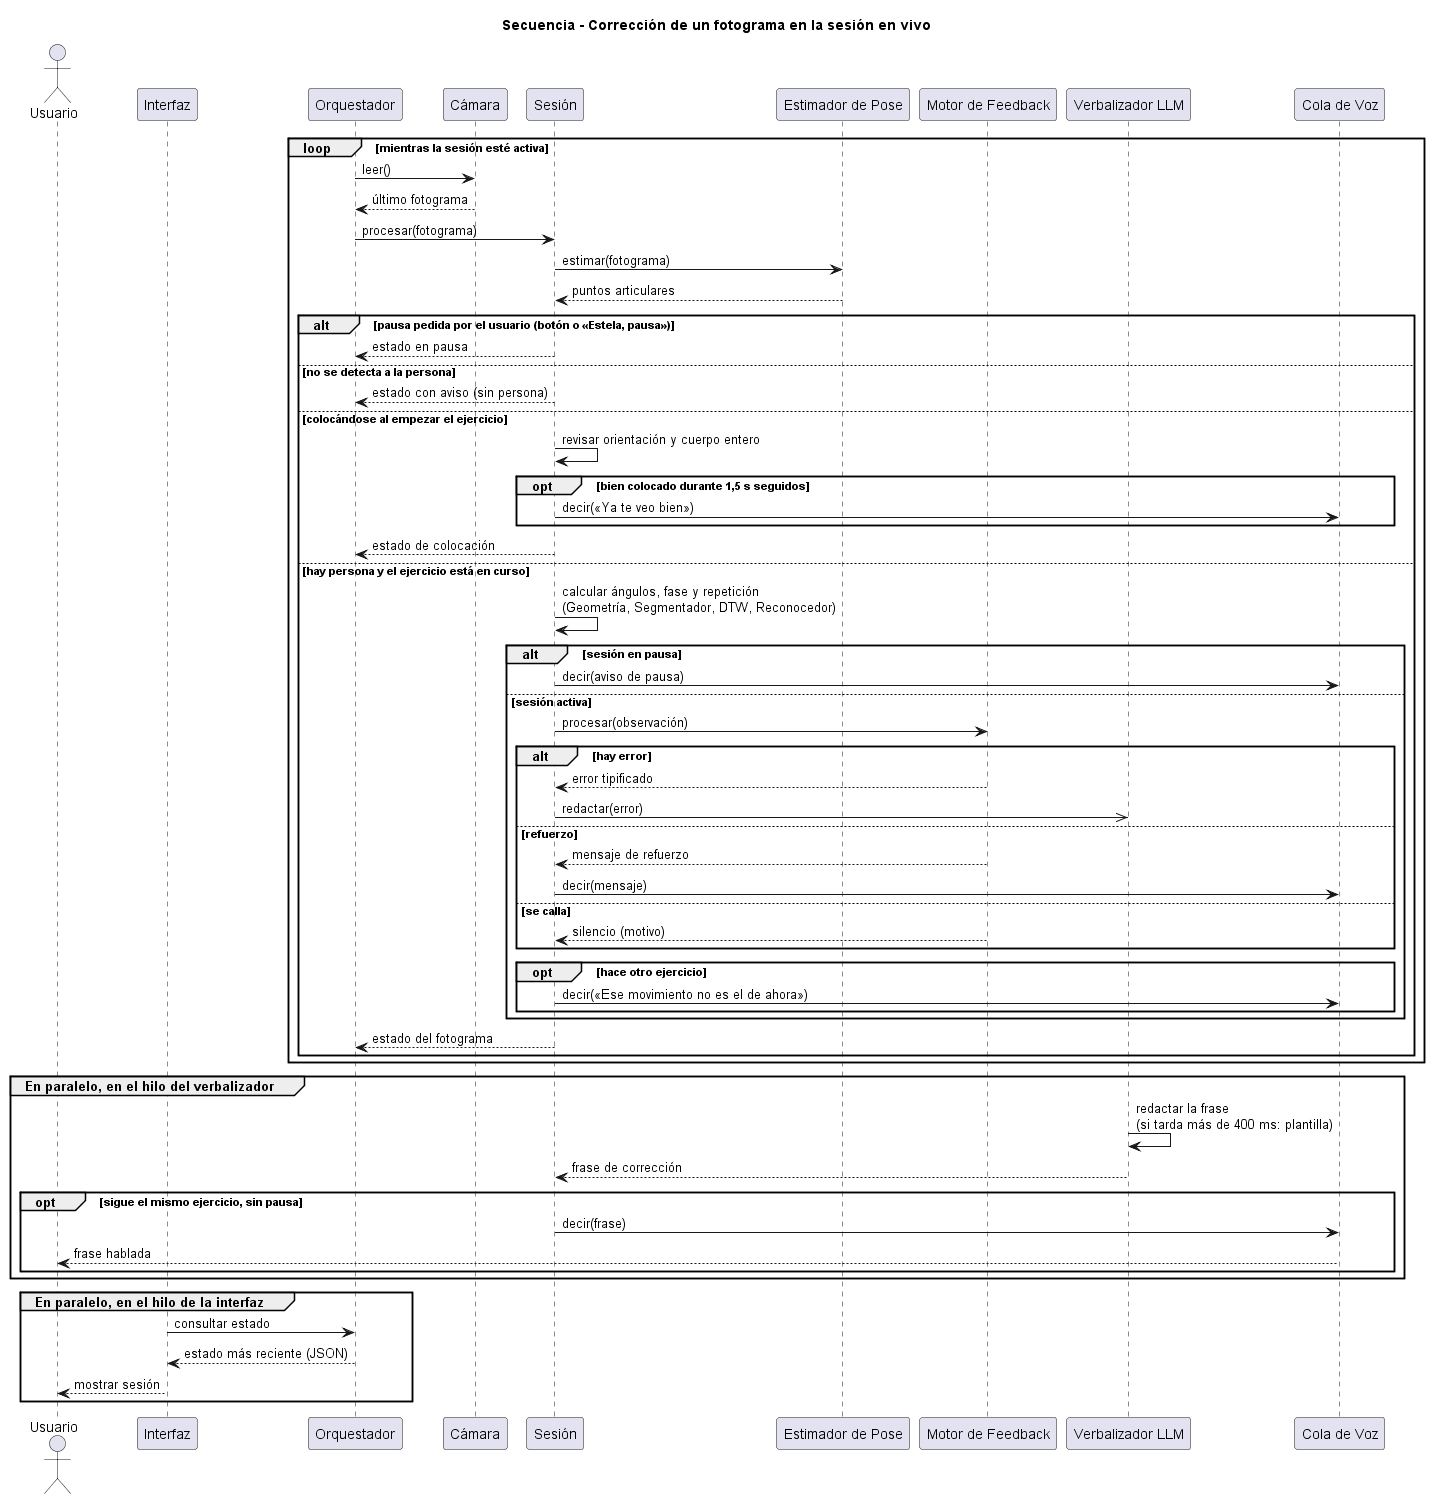 Secuencia - Corrección de un fotograma en la sesión en vivo
Usuario
Interfaz
Orquestador
Cámara
Sesión
Estimador de Pose
Motor de Feedback
Verbalizador LLM
Cola de Voz
loop [mientras la sesión esté activa]
leer()
último fotograma
procesar(fotograma)
estimar(fotograma)
puntos articulares
alt [pausa pedida por el usuario (botón o «Estela, pausa»)]
estado en pausa
[no se detecta a la persona]
estado con aviso (sin persona)
[colocándose al empezar el ejercicio]
revisar orientación y cuerpo entero
opt [bien colocado durante 1,5 s seguidos]
decir(«Ya te veo bien»)
estado de colocación
[hay persona y el ejercicio está en curso]
calcular ángulos, fase y repetición
(Geometría, Segmentador, DTW, Reconocedor)
alt [sesión en pausa]
decir(aviso de pausa)
[sesión activa]
procesar(observación)
alt [hay error]
error tipificado
redactar(error)
[refuerzo]
mensaje de refuerzo
decir(mensaje)
[se calla]
silencio (motivo)
opt [hace otro ejercicio]
decir(«Ese movimiento no es el de ahora»)
estado del fotograma
En paralelo, en el hilo del verbalizador
redactar la frase
(si tarda más de 400 ms: plantilla)
frase de corrección
opt [sigue el mismo ejercicio, sin pausa]
decir(frase)
frase hablada
En paralelo, en el hilo de la interfaz
consultar estado
estado más reciente (JSON)
mostrar sesión
Usuario
Interfaz
Orquestador
Cámara
Sesión
Estimador de Pose
Motor de Feedback
Verbalizador LLM
Cola de Voz